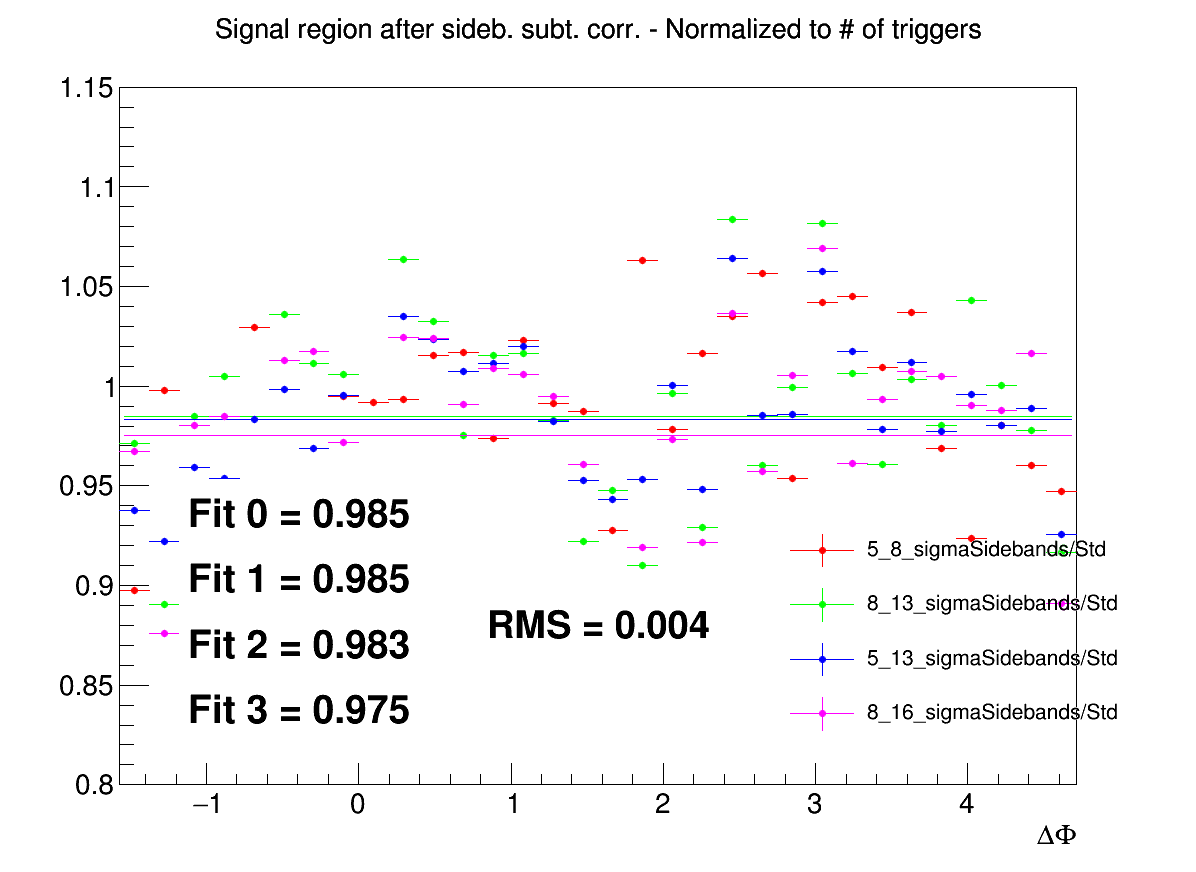 Signal region after sideb. subt. corr. - Normalized to # of triggers
1.15
1.1
1.05
1
0.95
0.9
0.85
0.8
Fit 0 = 0.985
Fit 1 = 0.985
Fit 2 = 0.983
Fit 3 = 0.975
RMS = 0.004
5_8_sigmaSidebands/Std
8_13_sigmaSidebands/Std
5_13_sigmaSidebands/Std
8_16_sigmaSidebands/Std
−1 0 1 2 3 4
ΔΦ